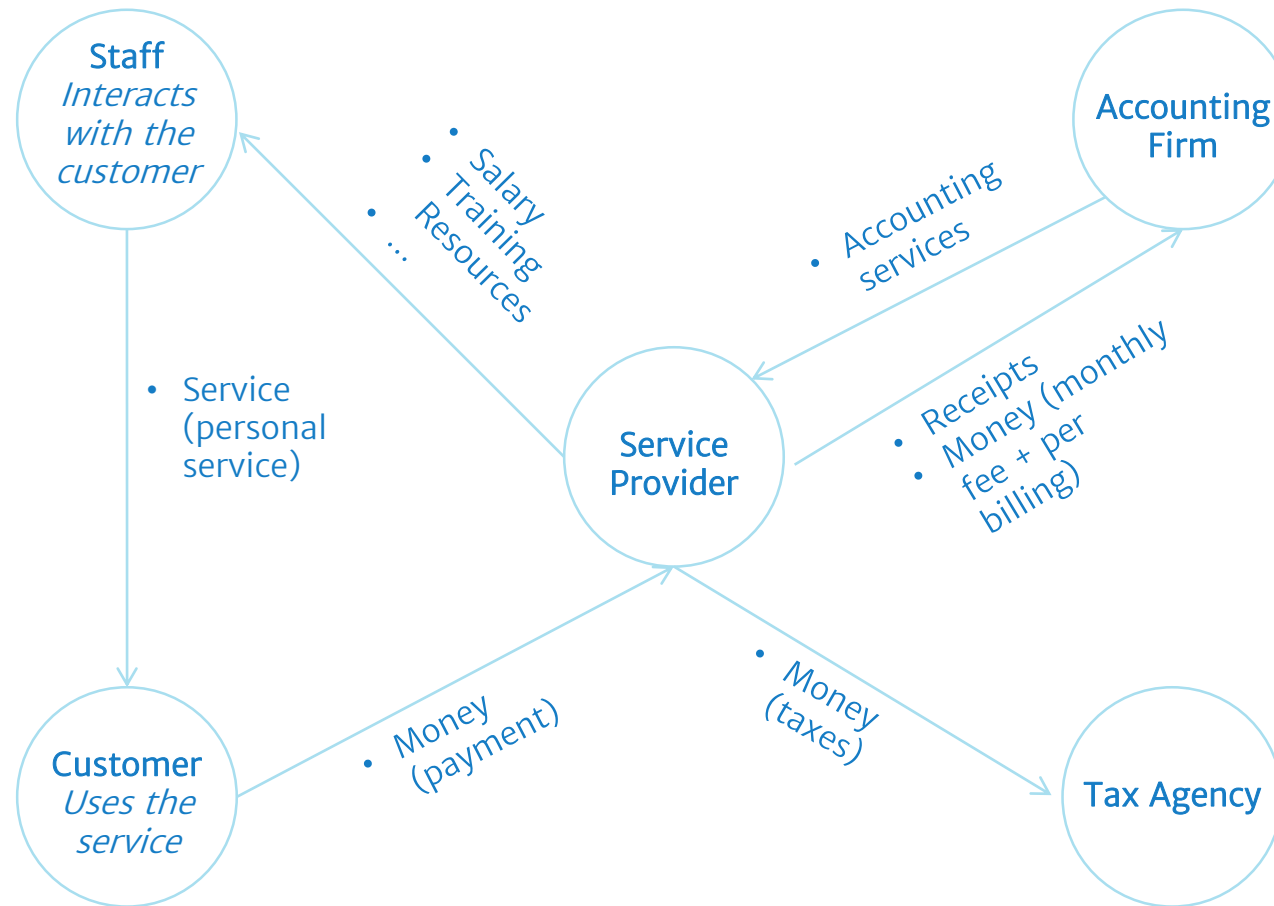 Staff
Interacts
with the
customer
Accounting
Firm
• Salary
• Training
Resources
• ...
• Accounting
services
• Service
(personal
service)
Service
Provider
• Receipts
• Money (monthly
fee + per
billing)
• Money
(payment)
• Money
(taxes)
Customer
Uses the
service
Tax Agency